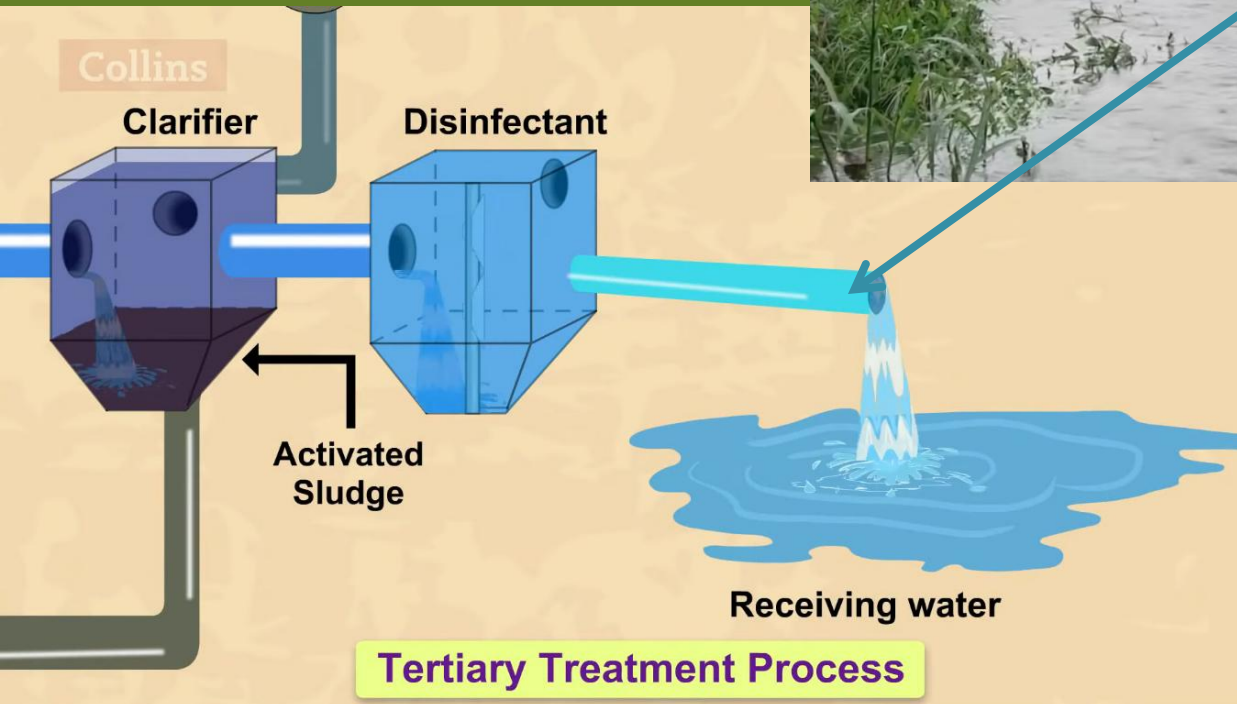 Collins
Clarifier
Disinfectant
Activated
Sludge
Receiving water
Tertiary Treatment Process